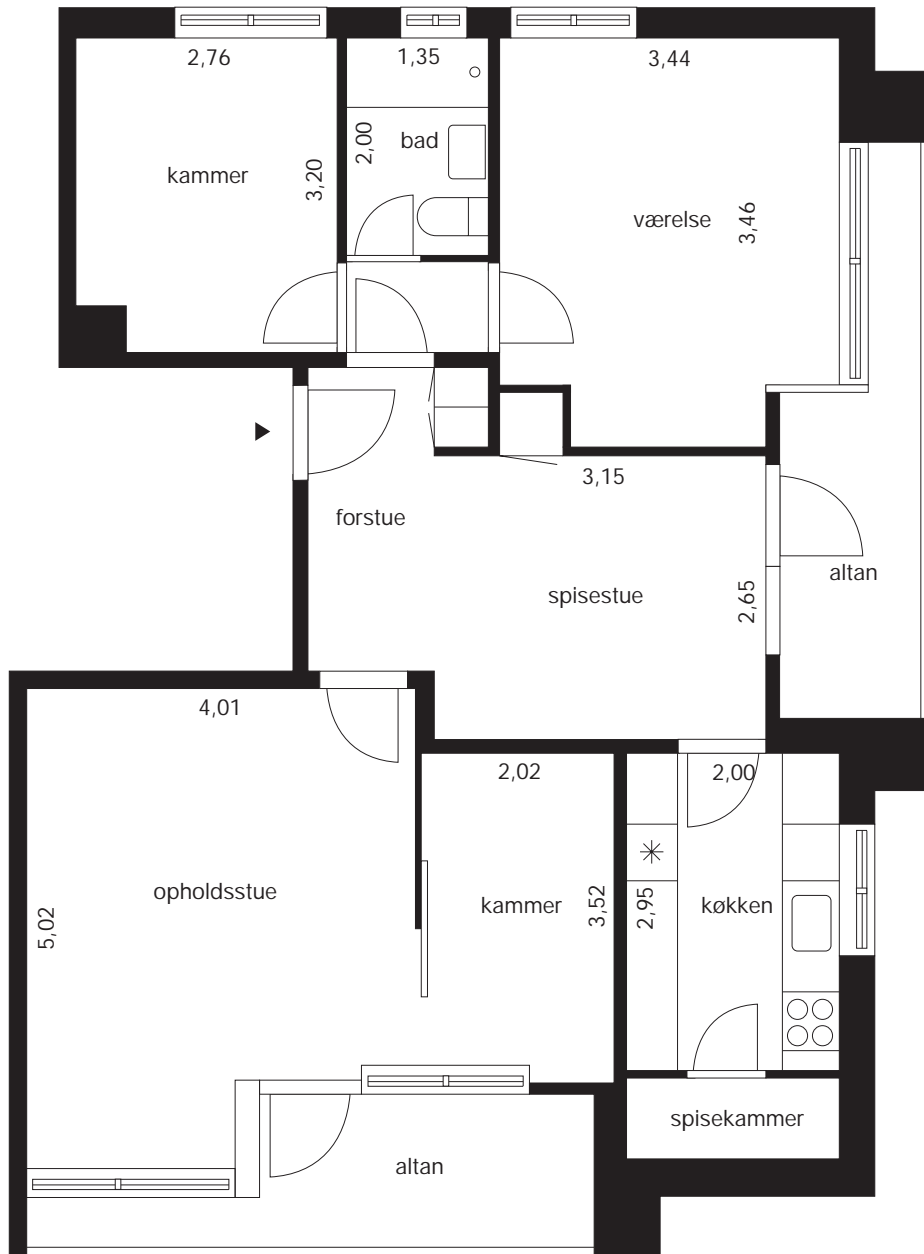 2,76
1,35
3,44
bad
2,00
kammer
3,20
værelse
3,46
3,15
forstue
altan
spisestue
2,65
4,01
2,02
2,00
opholdsstue
kammer
køkken
5,02
3,52
2,95
spisekammer
altan